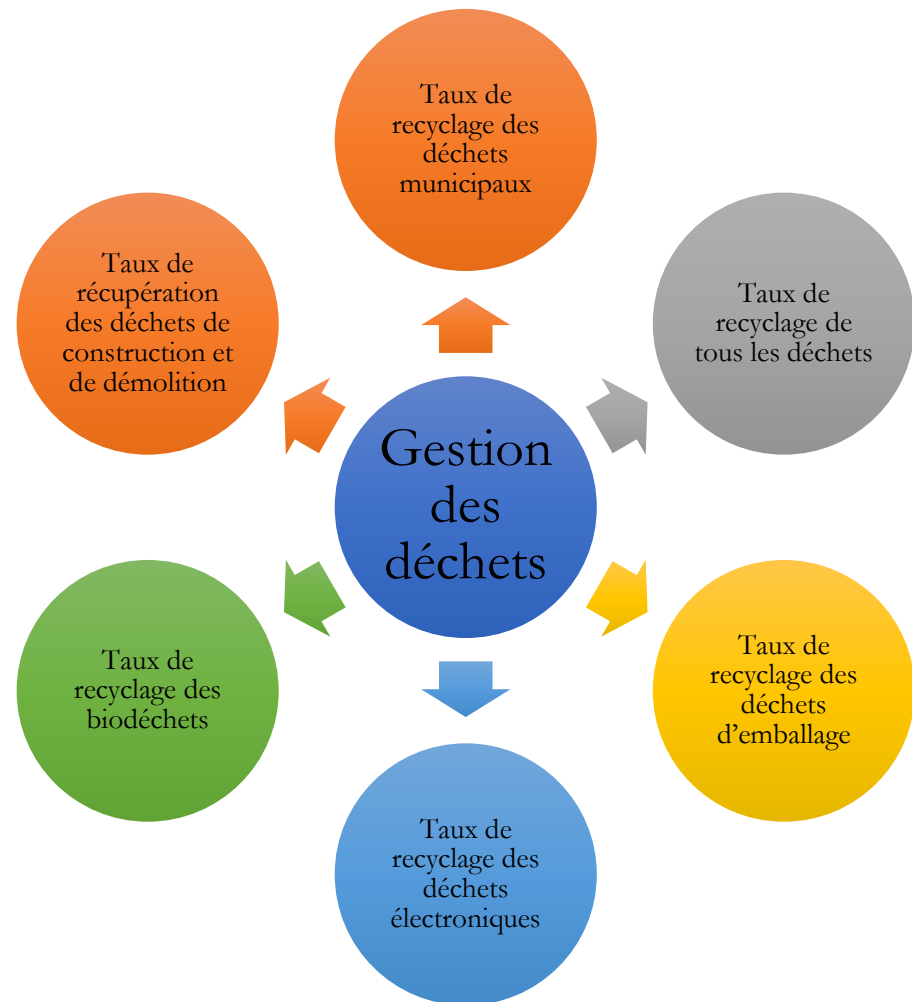 Taux de
recyclage des
déchets
municipaux
Taux de
recyclage de
tous les déchets
Taux de
recyclage des
déchets
d’emballage
Taux de
recyclage des
déchets
électroniques
Taux de
recyclage des
biodéchets
Taux de
récupération
des déchets de
construction et
de démolition
Gestion
des
déchets